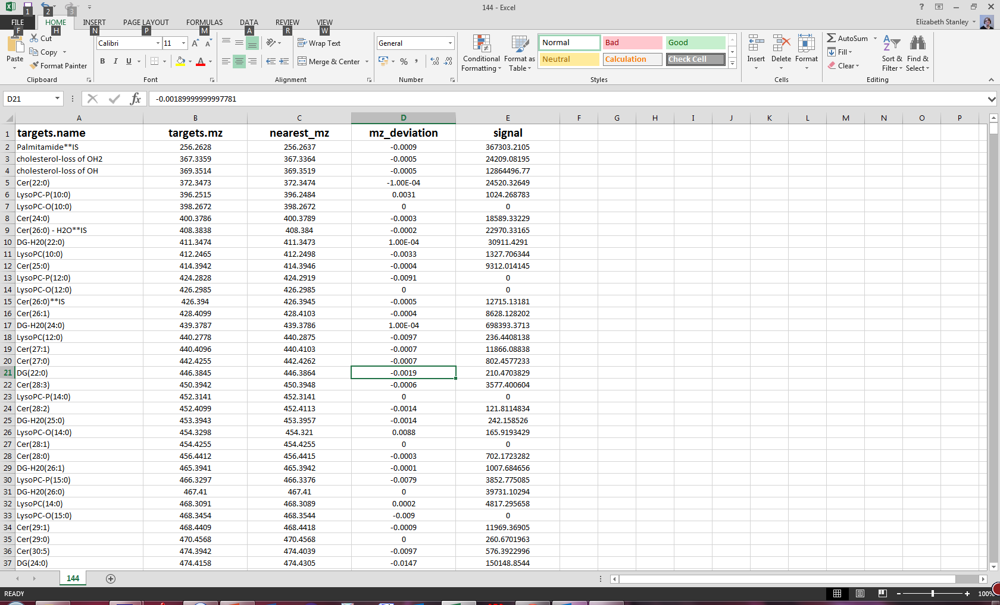 1 2 3
144 - Excel
?
FILE HOME INSERT PAGE LAYOUT FORMULAS DATA REVIEW VIEW
Elizabeth Stanley
F H N P M A R W
Paste
Cut
Copy
Format Painter
Clipboard
Calibri 11
B I U
Font
Wrap Text
Merge & Center
Alignment
General
%
Number
Conditional Formatting
Format as Table
Normal Bad Good
Neutral Calculation Check Cell
Styles
Insert Delete Format
Cells
AutoSum
Fill
Clear
Sort & Filter
Find & Select
Editing
D21 fx -0.00189999999997781
A B C D E F G H I J K L M N O P
1 targets.name targets.mz nearest_mz mz_deviation signal
2 Palmitamide**IS 256.2628 256.2637 -0.0009 367303.2105
3 cholesterol-loss of OH2 367.3359 367.3364 -0.0005 24209.08195
4 cholesterol-loss of OH 369.3514 369.3519 -0.0005 12864496.77
5 Cer(22:0) 372.3473 372.3474 -1.00E-04 24520.32649
6 LysoPC-P(10:0) 396.2515 396.2484 0.0031 1024.268783
7 LysoPC-O(10:0) 398.2672 398.2672 0 0
8 Cer(24:0) 400.3786 400.3789 -0.0003 18589.33229
9 Cer(26:0) - H2O**IS 408.3838 408.384 -0.0002 22970.33165
10 DG-H20(22:0) 411.3474 411.3473 1.00E-04 30911.4291
11 LysoPC(10:0) 412.2465 412.2498 -0.0033 1327.706344
12 Cer(25:0) 414.3942 414.3946 -0.0004 9312.014145
13 LysoPC-P(12:0) 424.2828 424.2919 -0.0091 0
14 LysoPC-O(12:0) 426.2985 426.2985 0 0
15 Cer(26:0)**IS 426.394 426.3945 -0.0005 12715.13181
16 Cer(26:1) 428.4099 428.4103 -0.0004 8628.128202
17 DG-H20(24:0) 439.3787 439.3786 1.00E-04 698393.3713
18 LysoPC(12:0) 440.2778 440.2875 -0.0097 236.4408138
19 Cer(27:1) 440.4096 440.4103 -0.0007 11866.08838
20 Cer(27:0) 442.4255 442.4262 -0.0007 802.4577233
21 DG(22:0) 446.3845 446.3864 -0.0019 210.4703829
22 Cer(28:3) 450.3942 450.3948 -0.0006 3577.400604
23 LysoPC-P(14:0) 452.3141 452.3141 0 0
24 Cer(28:2) 452.4099 452.4113 -0.0014 121.8114834
25 DG-H20(25:0) 453.3943 453.3957 -0.0014 242.158526
26 LysoPC-O(14:0) 454.3298 454.321 0.0088 165.9193429
27 Cer(28:1) 454.4255 454.4255 0 0
28 Cer(28:0) 456.4412 456.4415 -0.0003 702.1723282
29 DG-H20(26:1) 465.3941 465.3942 -0.0001 1007.684656
30 LysoPC-P(15:0) 466.3297 466.3376 -0.0079 3852.775085
31 DG-H20(26:0) 467.41 467.41 0 39731.10294
32 LysoPC(14:0) 468.3091 468.3089 0.0002 4817.295658
33 LysoPC-O(15:0) 468.3454 468.3544 -0.009 0
34 Cer(29:1) 468.4409 468.4418 -0.0009 11969.36905
35 Cer(29:0) 470.4568 470.4568 0 260.6701963
36 Cer(30:5) 474.3942 474.4039 -0.0097 576.3922996
37 DG(24:0) 474.4158 474.4305 -0.0147 150148.8544
144
READY
100%